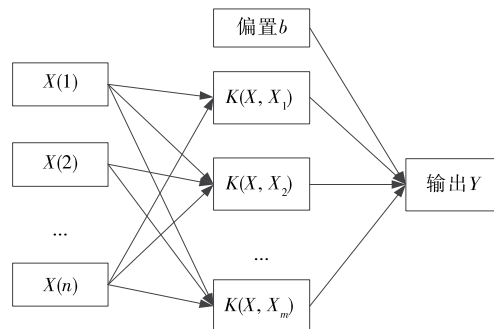 偏置b
X(1)
K(X, X₁)
X(2)
K(X, X₂)
输出Y
...
...
X(n)
K(X, Xₘ)